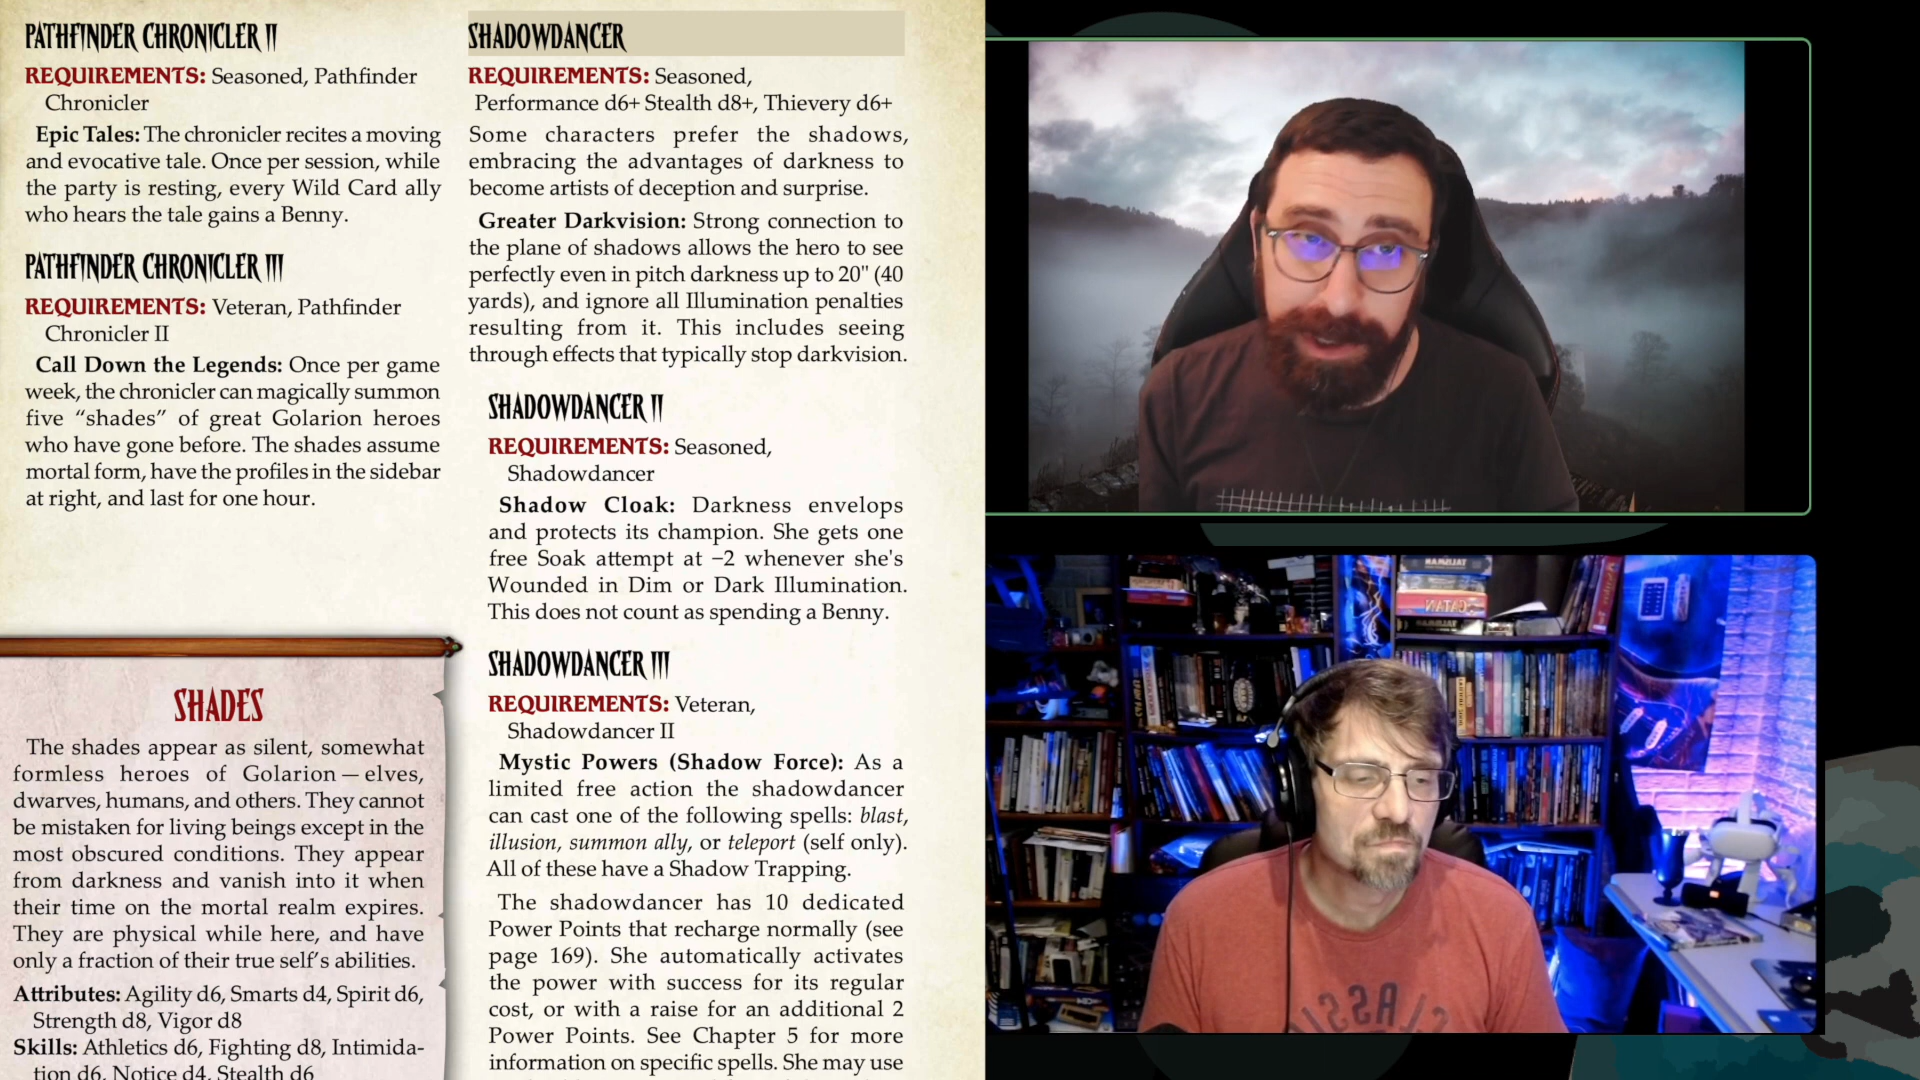 PATHFINDER CHRONICLER II
REQUIREMENTS: Seasoned, Pathfinder
Chronicler
Epic Tales: The chronicler recites a moving
and evocative tale. Once per session, while
the party is resting, every Wild Card ally
who hears the tale gains a Benny.
PATHFINDER CHRONICLER III
REQUIREMENTS: Veteran, Pathfinder
Chronicler II
Call Down the Legends: Once per game
week, the chronicler can magically summon
five “shades” of great Golarion heroes
who have gone before. The shades assume
mortal form, have the profiles in the sidebar
at right, and last for one hour.
SHADES
The shades appear as silent, somewhat
formless heroes of Golarion — elves,
dwarves, humans, and others. They cannot
be mistaken for living beings except in the
most obscured conditions. They appear
from darkness and vanish into it when
their time on the mortal realm expires.
They are physical while here, and have
only a fraction of their true self’s abilities.
Attributes: Agility d6, Smarts d4, Spirit d6,
Strength d8, Vigor d8
Skills: Athletics d6, Fighting d8, Intimida-
tion d6, Notice d4, Stealth d6
SHADOWDANCER
REQUIREMENTS: Seasoned,
Performance d6+ Stealth d8+, Thievery d6+
Some characters prefer the shadows,
embracing the advantages of darkness to
become artists of deception and surprise.
Greater Darkvision: Strong connection to
the plane of shadows allows the hero to see
perfectly even in pitch darkness up to 20" (40
yards), and ignore all Illumination penalties
resulting from it. This includes seeing
through effects that typically stop darkvision.
SHADOWDANCER II
REQUIREMENTS: Seasoned,
Shadowdancer
Shadow Cloak: Darkness envelops
and protects its champion. She gets one
free Soak attempt at −2 whenever she's
Wounded in Dim or Dark Illumination.
This does not count as spending a Benny.
SHADOWDANCER III
REQUIREMENTS: Veteran,
Shadowdancer II
Mystic Powers (Shadow Force): As a
limited free action the shadowdancer
can cast one of the following spells: blast,
illusion, summon ally, or teleport (self only).
All of these have a Shadow Trapping.
The shadowdancer has 10 dedicated
Power Points that recharge normally (see
page 169). She automatically activates
the power with success for its regular
cost, or with a raise for an additional 2
Power Points. See Chapter 5 for more
information on specific spells. She may use
TALISMAN
CATAN
CLASSIC